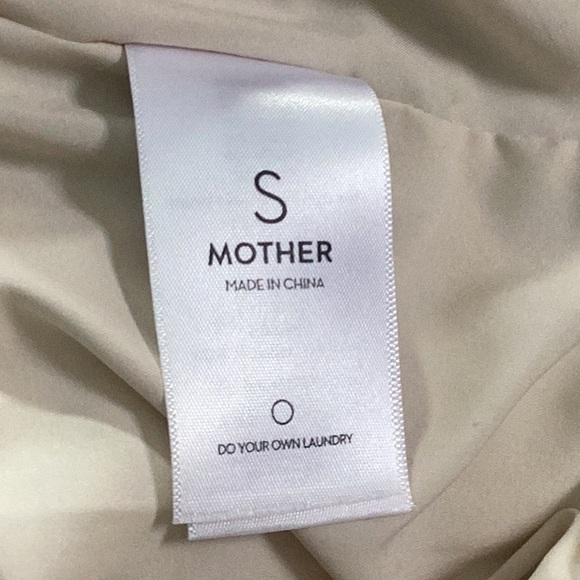 S
MOTHER
MADE IN CHINA
DO YOUR OWN LAUNDRY